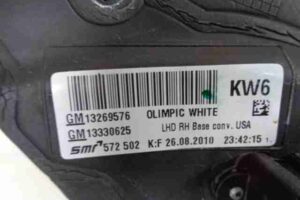 KW6
GM13269576 OLIMPIC WHITE
GM13330625 LHD RH Base conv. USA
smr 572 502 K:F 26.08.2010 23:42:15